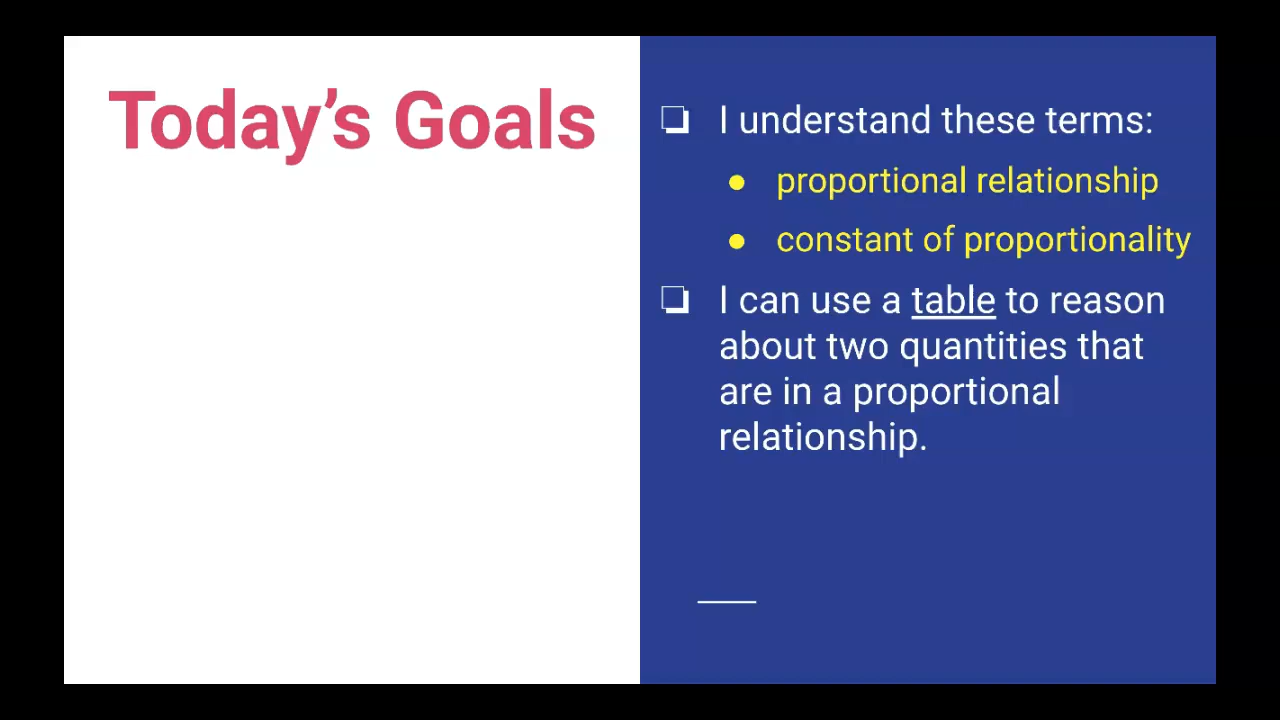 Today’s Goals
❏ I understand these terms:
● proportional relationship
● constant of proportionality
❏ I can use a table to reason
about two quantities that
are in a proportional
relationship.